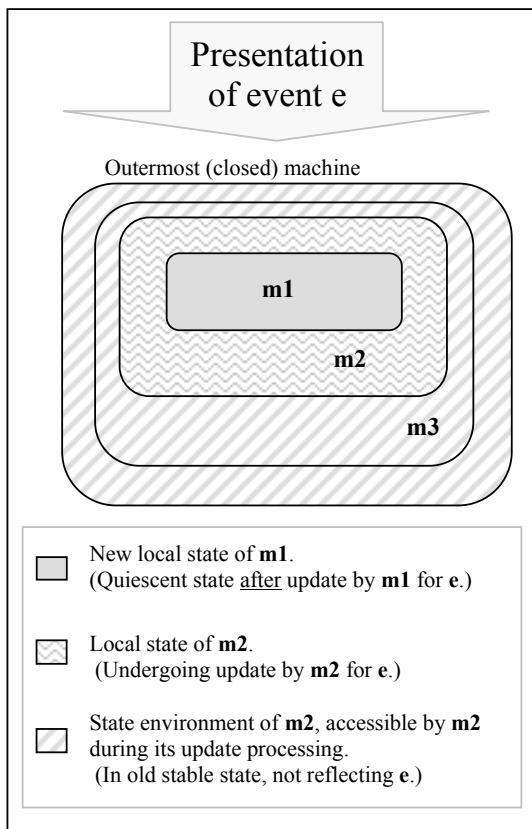 Presentation
of event e
Outermost (closed) machine
m1
m2
m3
New local state of m1.
(Quiescent state after update by m1 for e.)
Local state of m2.
(Undergoing update by m2 for e.)
State environment of m2, accessible by m2
during its update processing.
(In old stable state, not reflecting e.)